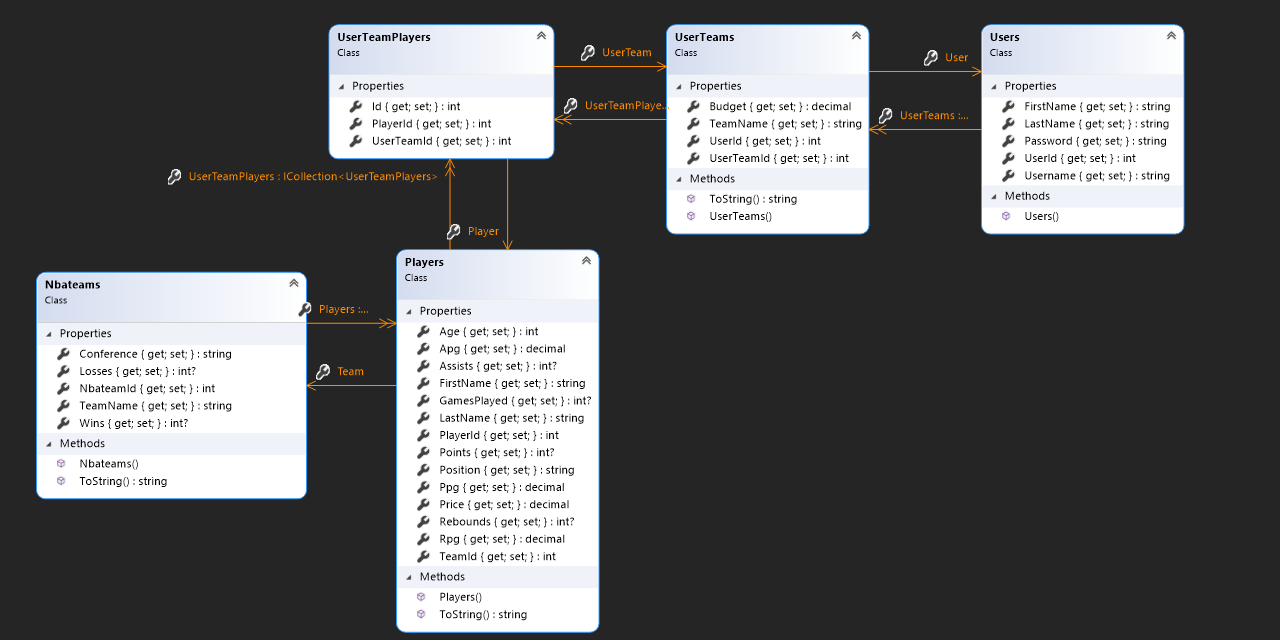 UserTeamPlayers
Class
Properties
Id { get; set; } : int
PlayerId { get; set; } : int
UserTeamId { get; set; } : int
UserTeam
UserTeamPlaye...
UserTeams
Class
Properties
Budget { get; set; } : decimal
TeamName { get; set; } : string
UserId { get; set; } : int
UserTeamId { get; set; } : int
Methods
ToString() : string
UserTeams()
User
UserTeams :...
Users
Class
Properties
FirstName { get; set; } : string
LastName { get; set; } : string
Password { get; set; } : string
UserId { get; set; } : int
Username { get; set; } : string
Methods
Users()
UserTeamPlayers : ICollection<UserTeamPlayers>
Player
Nbateams
Class
Properties
Conference { get; set; } : string
Losses { get; set; } : int?
NbateamId { get; set; } : int
TeamName { get; set; } : string
Wins { get; set; } : int?
Methods
Nbateams()
ToString() : string
Players :...
Team
Players
Class
Properties
Age { get; set; } : int
Apg { get; set; } : decimal
Assists { get; set; } : int?
FirstName { get; set; } : string
GamesPlayed { get; set; } : int?
LastName { get; set; } : string
PlayerId { get; set; } : int
Points { get; set; } : int?
Position { get; set; } : string
Ppg { get; set; } : decimal
Price { get; set; } : decimal
Rebounds { get; set; } : int?
Rpg { get; set; } : decimal
TeamId { get; set; } : int
Methods
Players()
ToString() : string